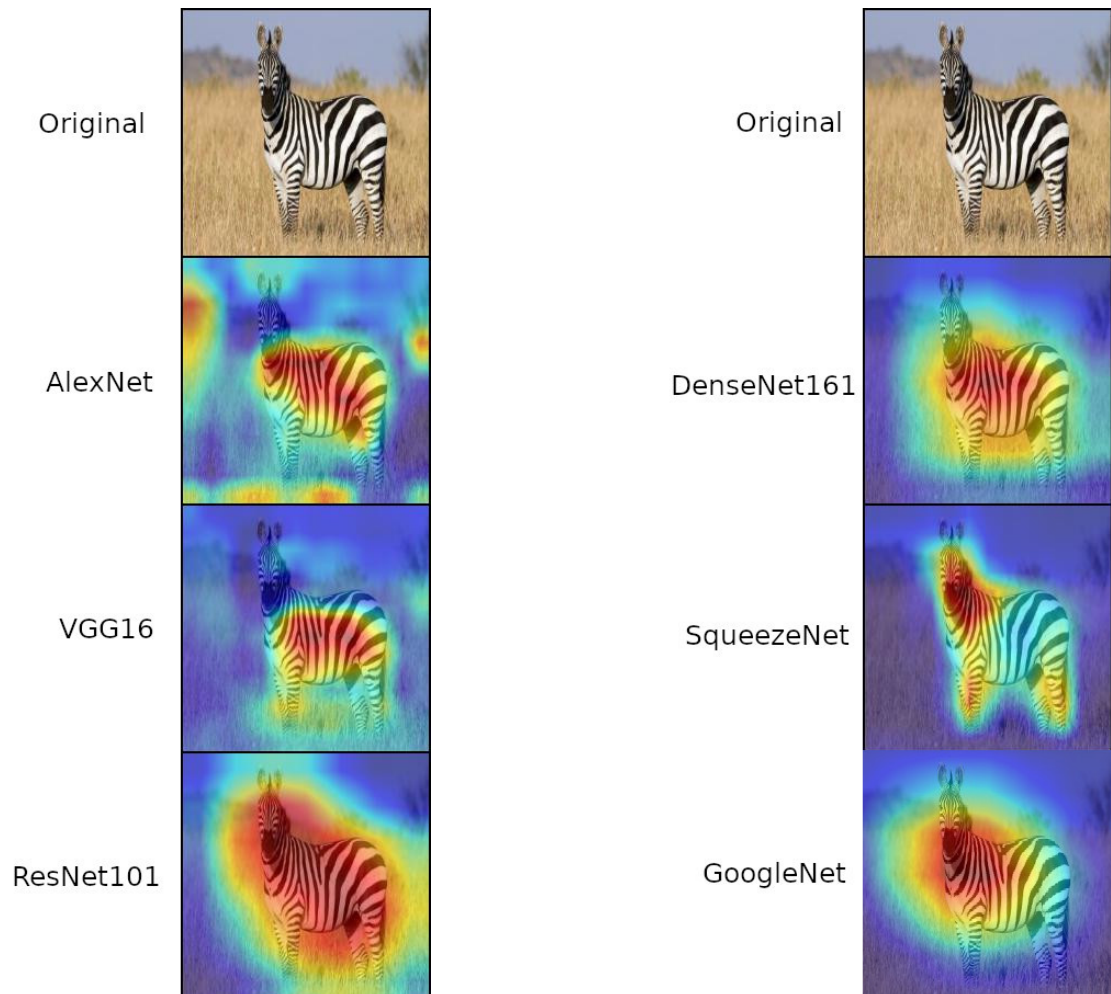 Original
AlexNet
VGG16
ResNet101
Original
DenseNet161
SqueezeNet
GoogleNet